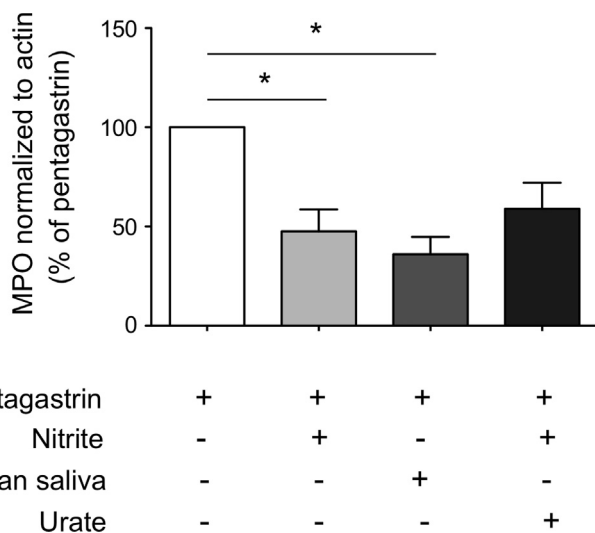 MPO normalized to actin
(% of pentagastrin)
150
100
50
0
*
*
tagastrin + + + +
Nitrite - + - +
an saliva - - + -
Urate - - - +